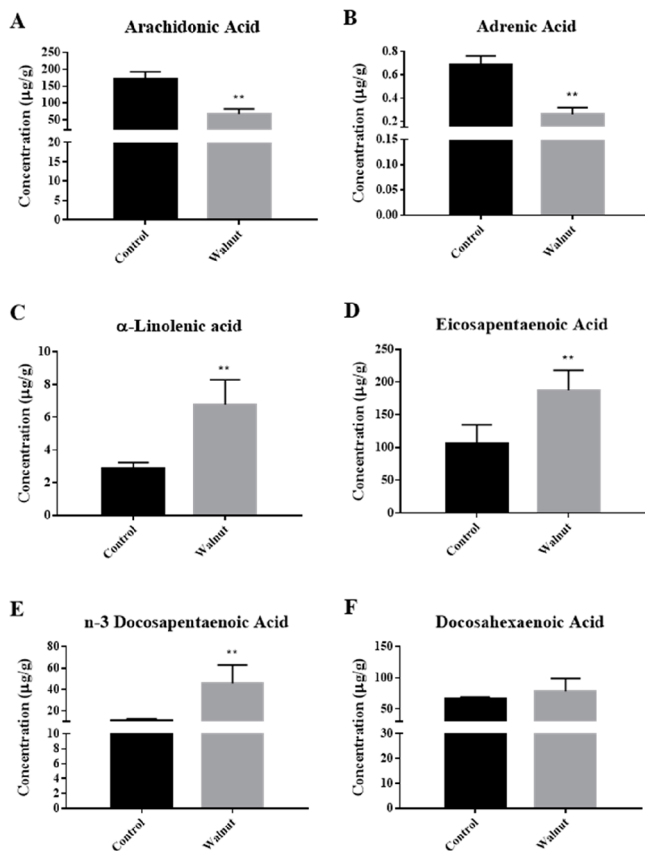 A
Arachidonic Acid
Concentration (μg/g)
250
200
150
100
50
20
15
10
5
0
**
Control
Walnut
B
Adrenic Acid
Concentration (μg/g)
0.8
0.6
0.4
0.2
0.15
0.10
0.05
0.00
**
Control
Walnut
C
α-Linolenic acid
Concentration (μg/g)
10
8
6
4
2
0
**
Control
Walnut
D
Eicosapentaenoic Acid
Concentration (μg/g)
250
200
150
100
50
0
**
Control
Walnut
E
n-3 Docosapentaenoic Acid
Concentration (μg/g)
80
60
40
20
10
8
6
4
2
0
**
Control
Walnut
F
Docosahexaenoic Acid
Concentration (μg/g)
150
100
50
30
20
10
0
Control
Walnut